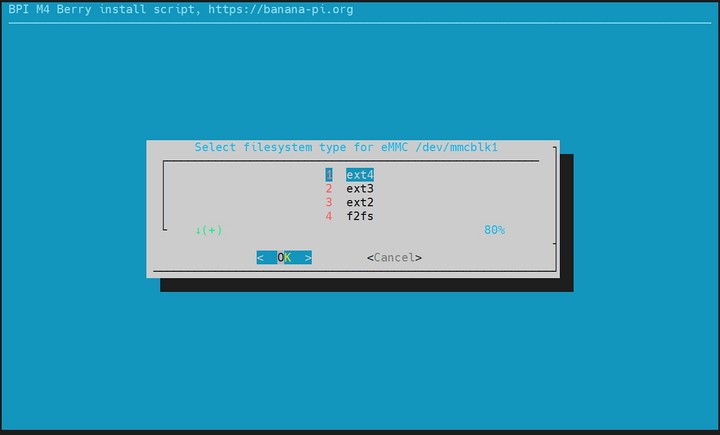 BPI M4 Berry install script, https://banana-pi.org
Select filesystem type for eMMC /dev/mmcblk1
1 ext4
2 ext3
3 ext2
4 f2fs
↓(+) 80%
< OK > <Cancel>